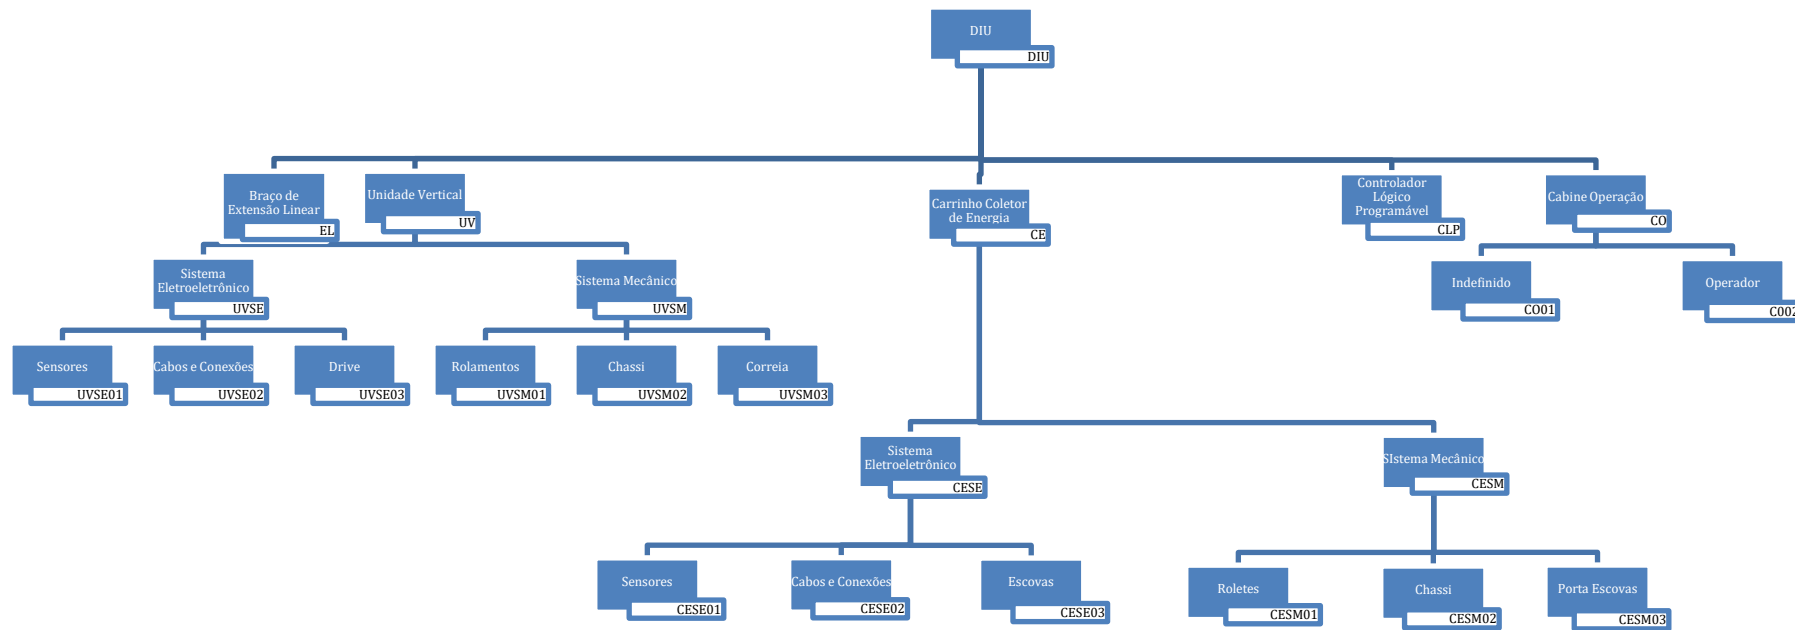 DIU
DIU
Braço de
Extensão Linear
EL
Unidade Vertical
UV
Carrinho Coletor
de Energia
CE
Controlador
Lógico
Programável
CLP
Cabine Operação
CO
Sistema
Eletroeletrônico
UVSE
Sistema Mecânico
UVSM
Indefinido
CO01
Operador
C002
Sensores
UVSE01
Cabos e Conexões
UVSE02
Drive
UVSE03
Rolamentos
UVSM01
Chassi
UVSM02
Correia
UVSM03
Sistema
Eletroeletrônico
CESE
SIstema Mecânico
CESM
Sensores
CESE01
Cabos e Conexões
CESE02
Escovas
CESE03
Roletes
CESM01
Chassi
CESM02
Porta Escovas
CESM03